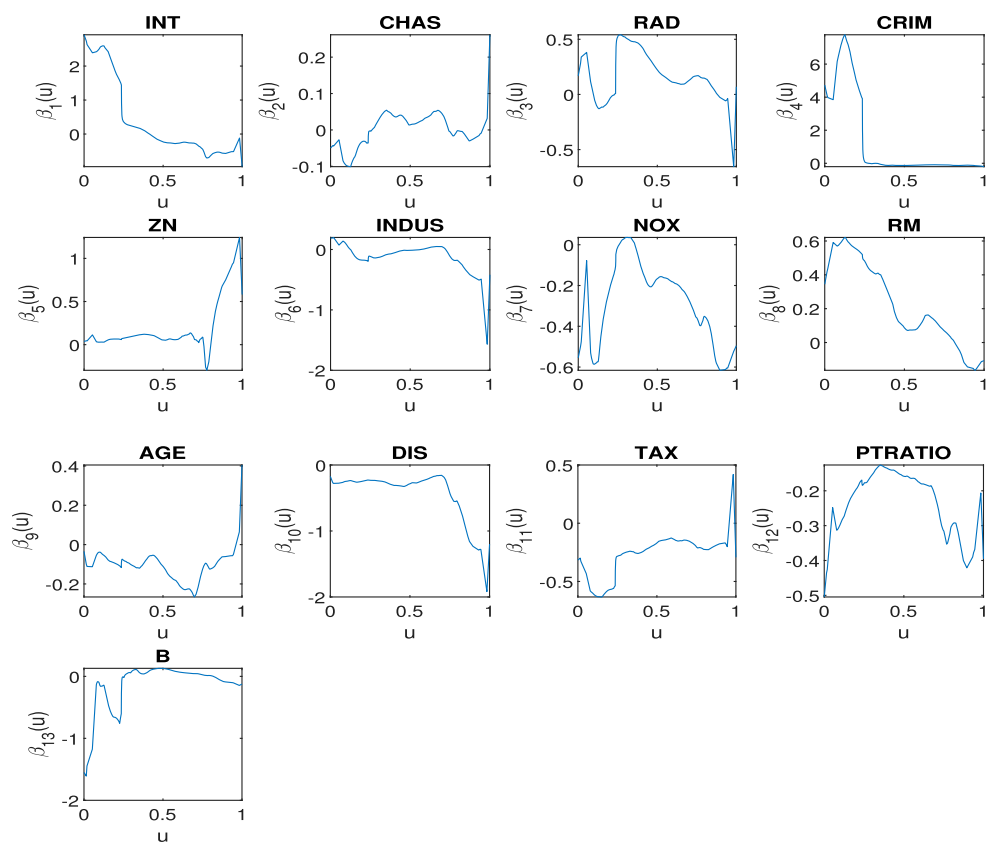 INT
β1(u)
2
0
0
0.5
1
u
CHAS
β2(u)
0.2
0.1
0
-0.1
0
0.5
1
u
RAD
β3(u)
0.5
0
-0.5
0
0.5
1
u
CRIM
β4(u)
6
4
2
0
0
0.5
1
u
ZN
β5(u)
1
0.5
0
0
0.5
1
u
INDUS
β6(u)
0
-1
-2
0
0.5
1
u
NOX
β7(u)
0
-0.2
-0.4
-0.6
0
0.5
1
u
RM
β8(u)
0.6
0.4
0.2
0
0
0.5
1
u
AGE
β9(u)
0.4
0.2
0
-0.2
0
0.5
1
u
DIS
β10(u)
0
-1
-2
0
0.5
1
u
TAX
β11(u)
0.5
0
-0.5
0
0.5
1
u
PTRATIO
β12(u)
-0.2
-0.3
-0.4
-0.5
0
0.5
1
u
B
β13(u)
0
-1
-2
0
0.5
1
u